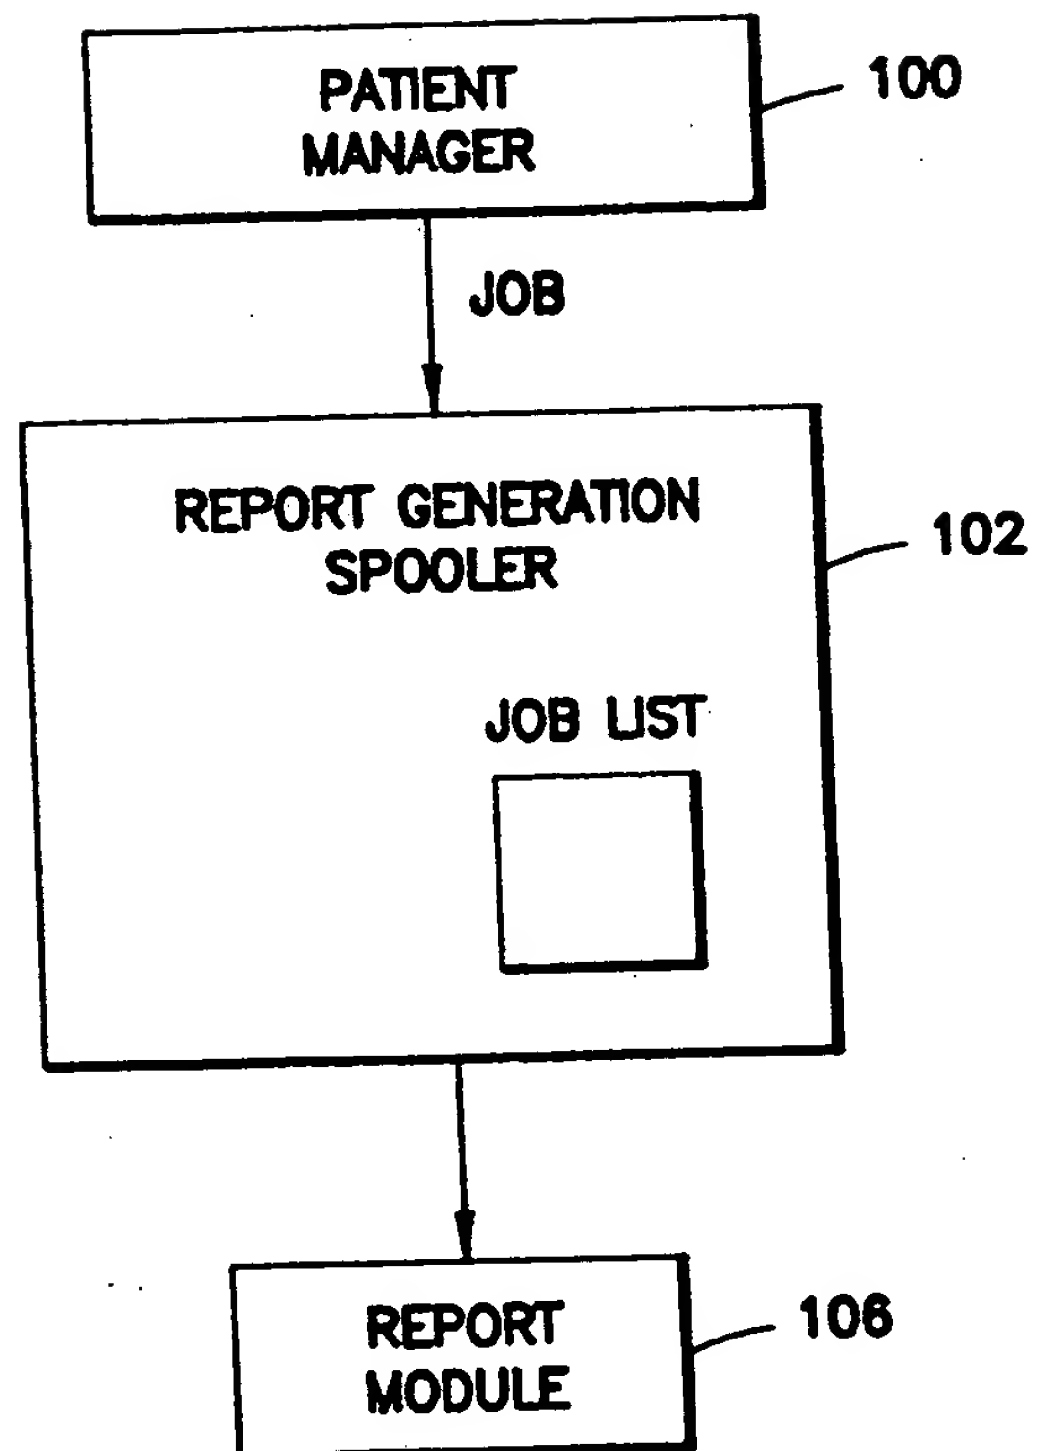 PATIENT
MANAGER
100
JOB
REPORT GENERATION
SPOOLER
102
JOB LIST
REPORT
MODULE
106